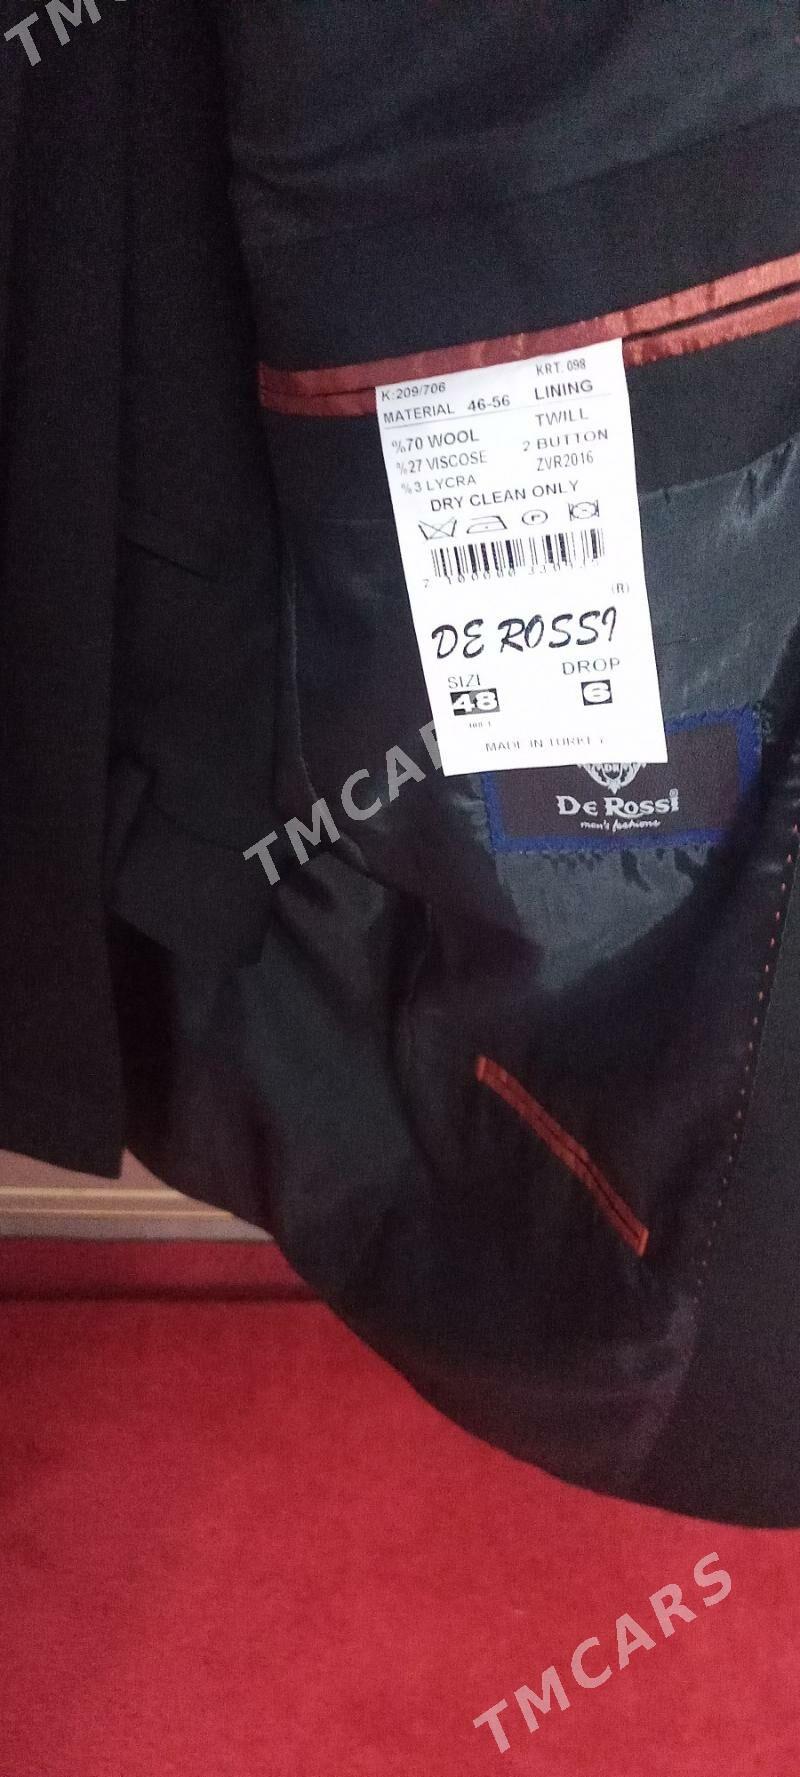 TMCARS
K:209/706 KRT. 098
MATERIAL 46-56 LINING
%70 WOOL TWILL
%27 VISCOSE 2 BUTTON
%3 LYCRA ZVR2016
DRY CLEAN ONLY
P
(R)
DE ROSSI
SIZE DROP
48 6
MADE IN TURKEY
De Rossi
men's fashions
TMCARS
TMCARS